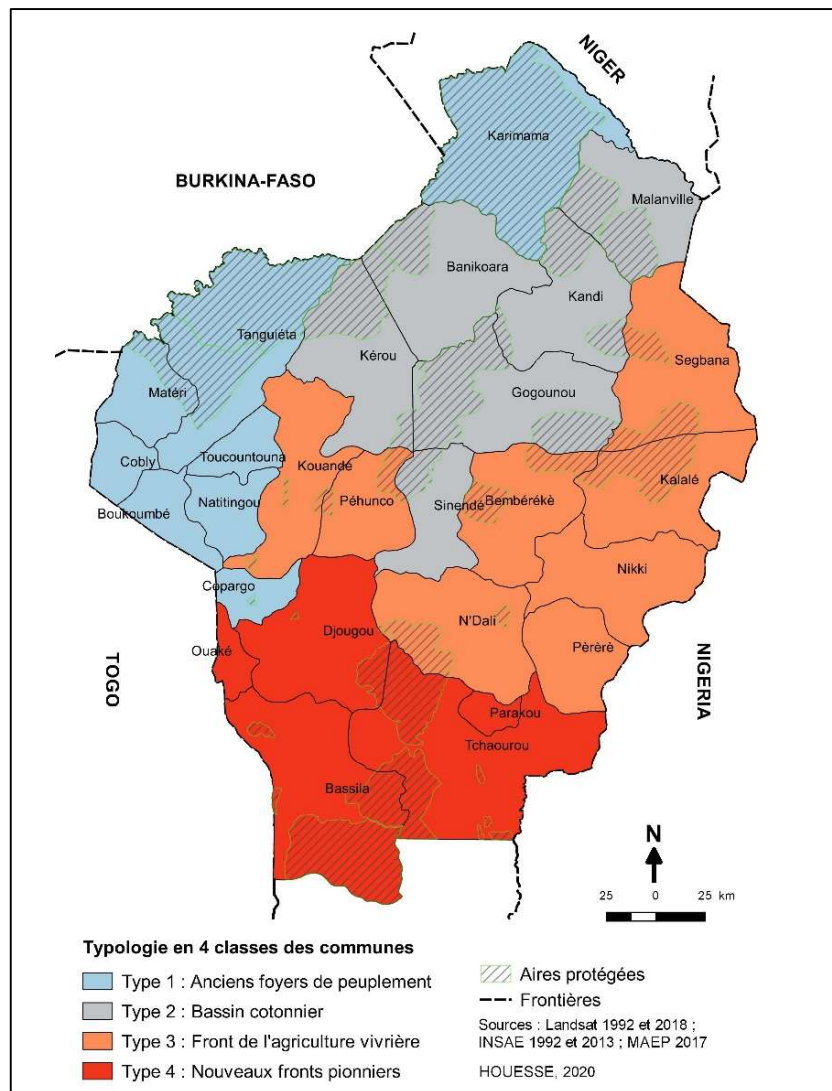 NIGER
Karimama
BURKINA-FASO
Malanville
Banikoara
Kandi
Tanguiéta
Kérou
Segbana
Matéri
Gogounou
Cobly
Toucountouna
Kouandé
Kalalé
Boukoumbé
Natitingou
Péhunco
Sinendé
Bembérékè
Nikki
Copargo
N'Dali
Djougou
Ouaké
Pèrèrè
TOGO
NIGERIA
Parakou
Tchaourou
Bassila
N
25 0 25 km
Typologie en 4 classes des communes
Type 1 : Anciens foyers de peuplement
Type 2 : Bassin cotonnier
Type 3 : Front de l'agriculture vivrière
Type 4 : Nouveaux fronts pionniers
Aires protégées
Frontières
Sources : Landsat 1992 et 2018 ;
INSAE 1992 et 2013 ; MAEP 2017
HOUESSE, 2020